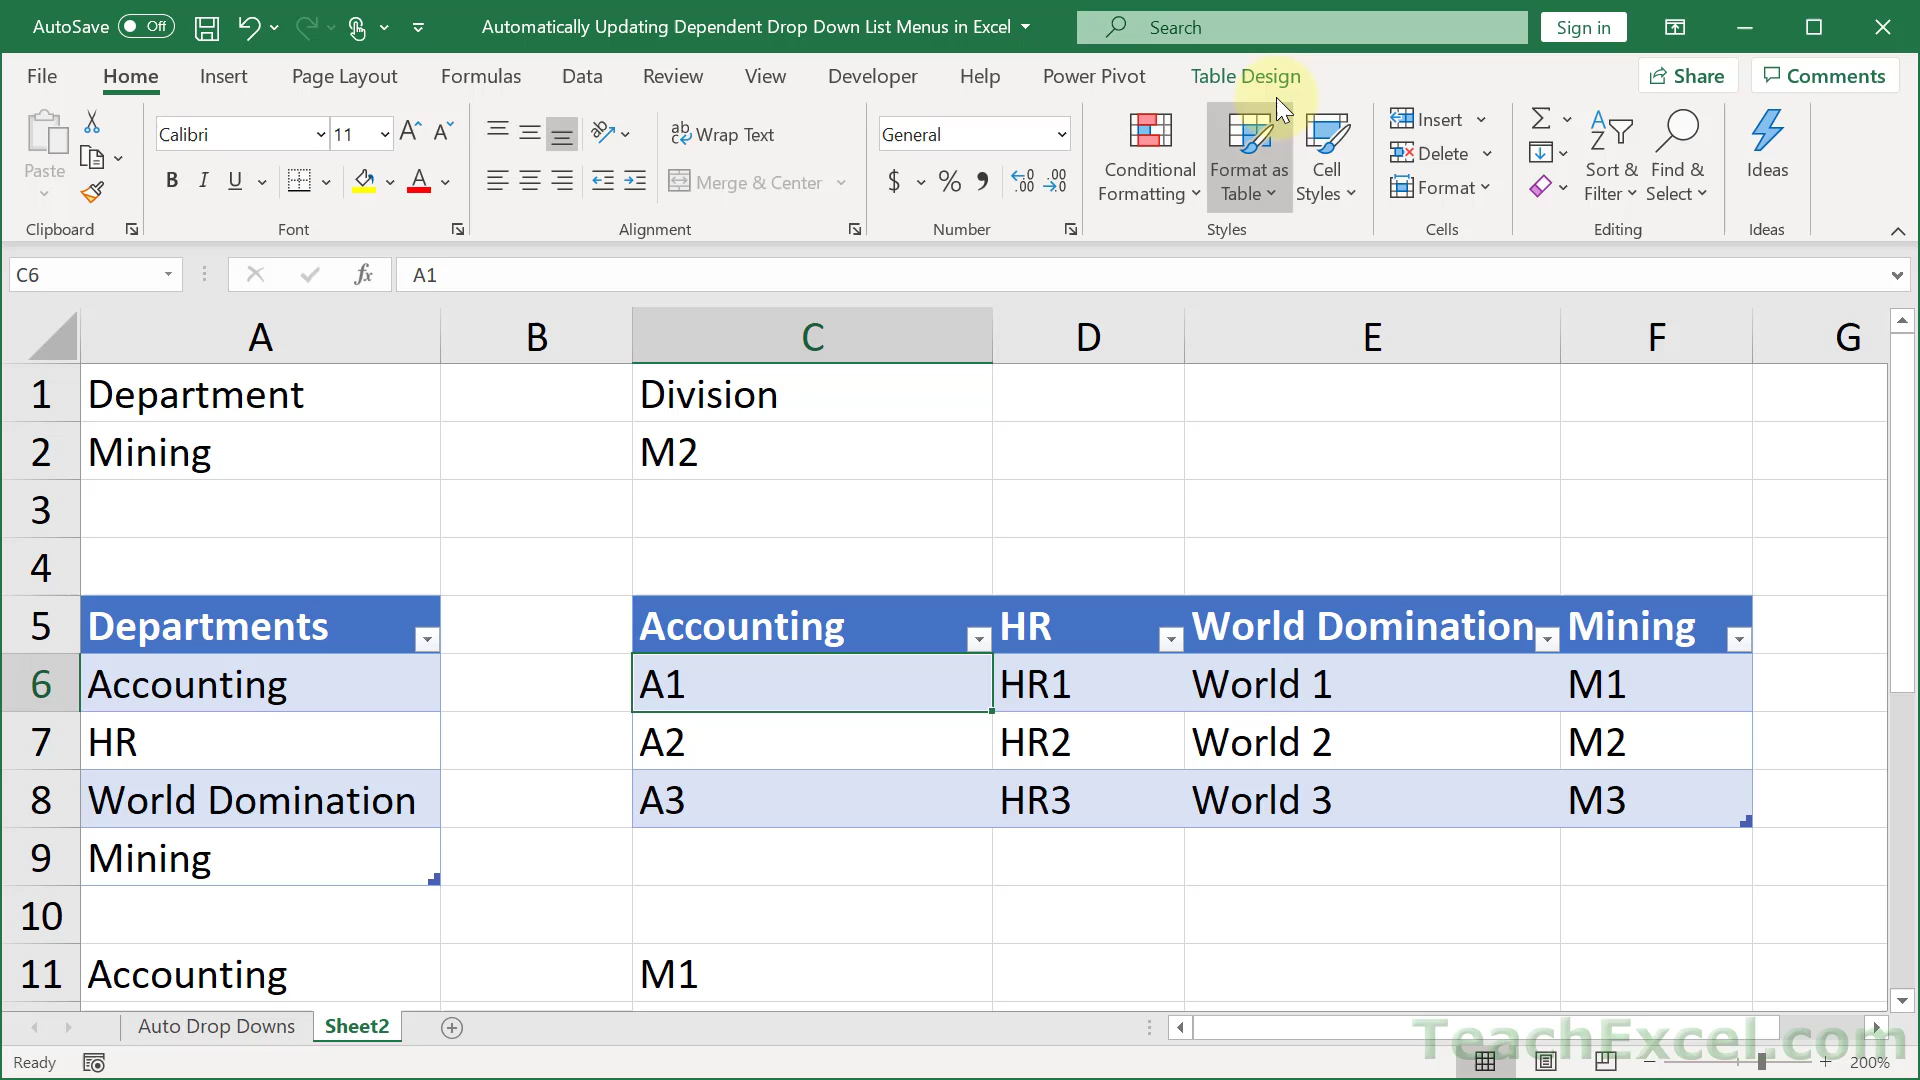 AutoSave Off Automatically Updating Dependent Drop Down List Menus in Excel Search Sign in
File Home Insert Page Layout Formulas Data Review View Developer Help Power Pivot Table Design Share Comments
Paste
Clipboard
Calibri 11
B I U A
Font
ab Wrap Text
Merge & Center
Alignment
General
$ % 9 .00 .00
Number
Conditional Formatting
Format as Table
Cell Styles
Styles
Insert
Delete
Format
Cells
Sort & Filter
Find & Select
Editing
Ideas
Ideas
C6 fx A1
A B C D E F G
1 Department Division
2 Mining M2
3
4
5 Departments Accounting HR World Domination Mining
6 Accounting A1 HR1 World 1 M1
7 HR A2 HR2 World 2 M2
8 World Domination A3 HR3 World 3 M3
9 Mining
10
11 Accounting M1
Auto Drop Downs Sheet2
TeachExcel.com
Ready 200%